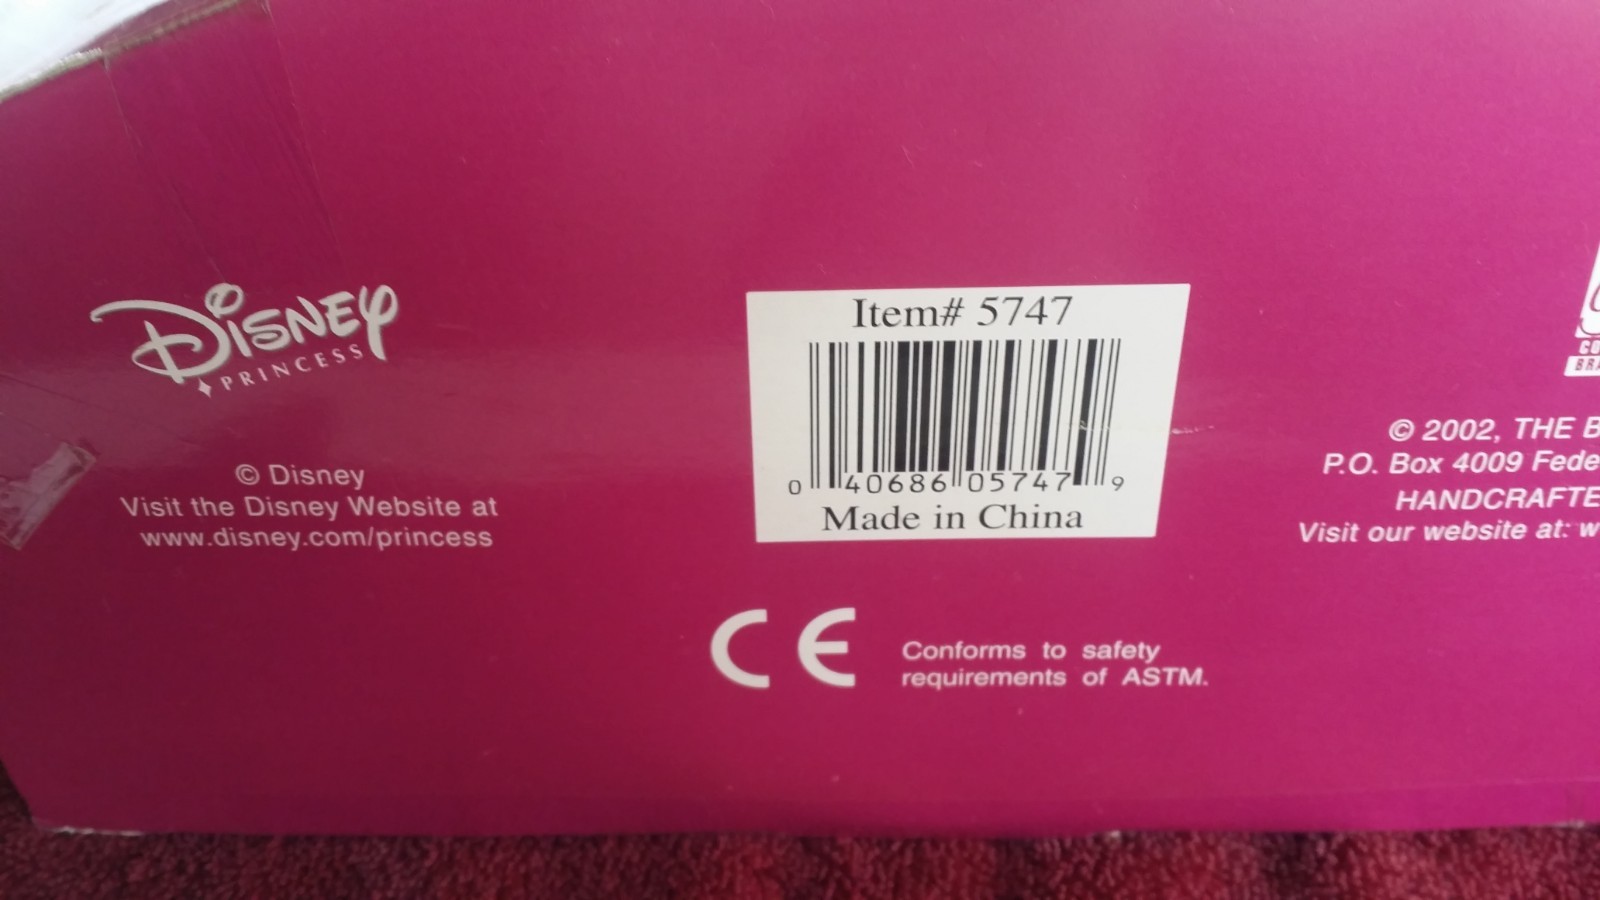 DISNEY
PRINCESS
© Disney
Visit the Disney Website at
www.disney.com/princess
Item# 5747
0 40686 05747 9
Made in China
CE
Conforms to safety
requirements of ASTM.
© 2002, THE
P.O. Box 4009
Visit our website at: